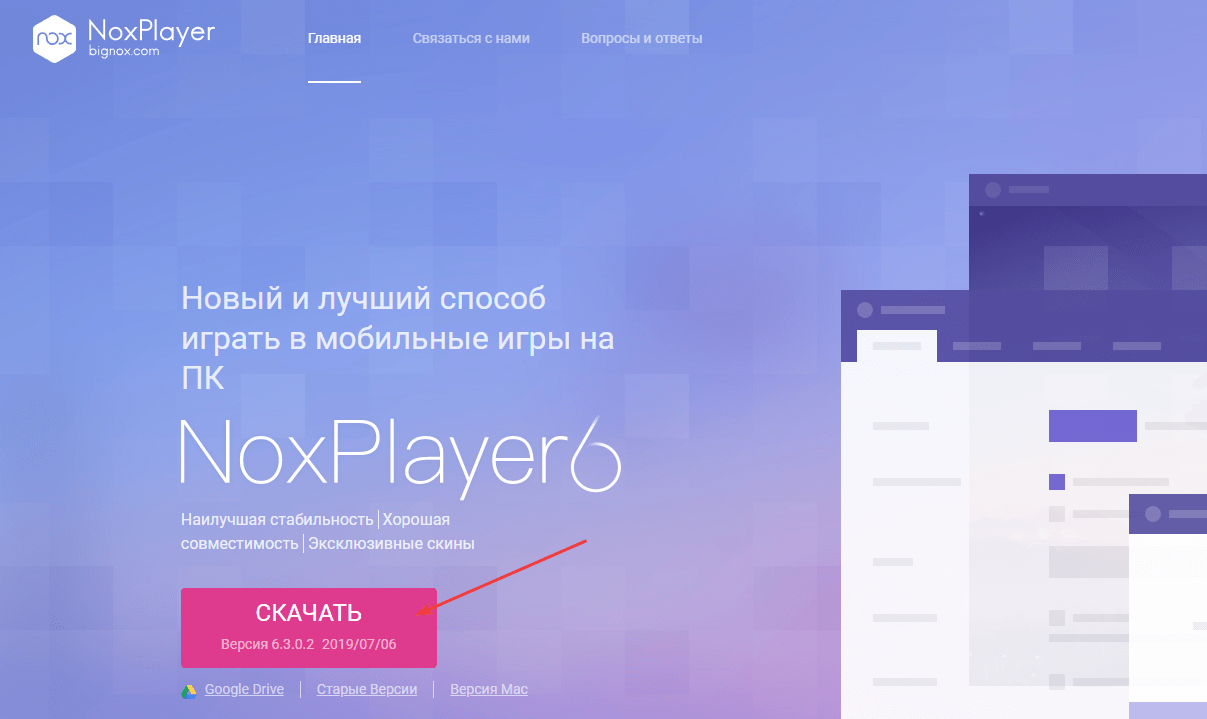 nox
NoxPlayer
bignox.com
Главная
Связаться с нами
Вопросы и ответы
Новый и лучший способ
играть в мобильные игры на
ПК
NoxPlayer6
Наилучшая стабильность | Хорошая
совместимость | Эксклюзивные скины
СКАЧАТЬ
Версия 6.3.0.2 2019/07/06
Google Drive | Старые Версии | Версия Mac